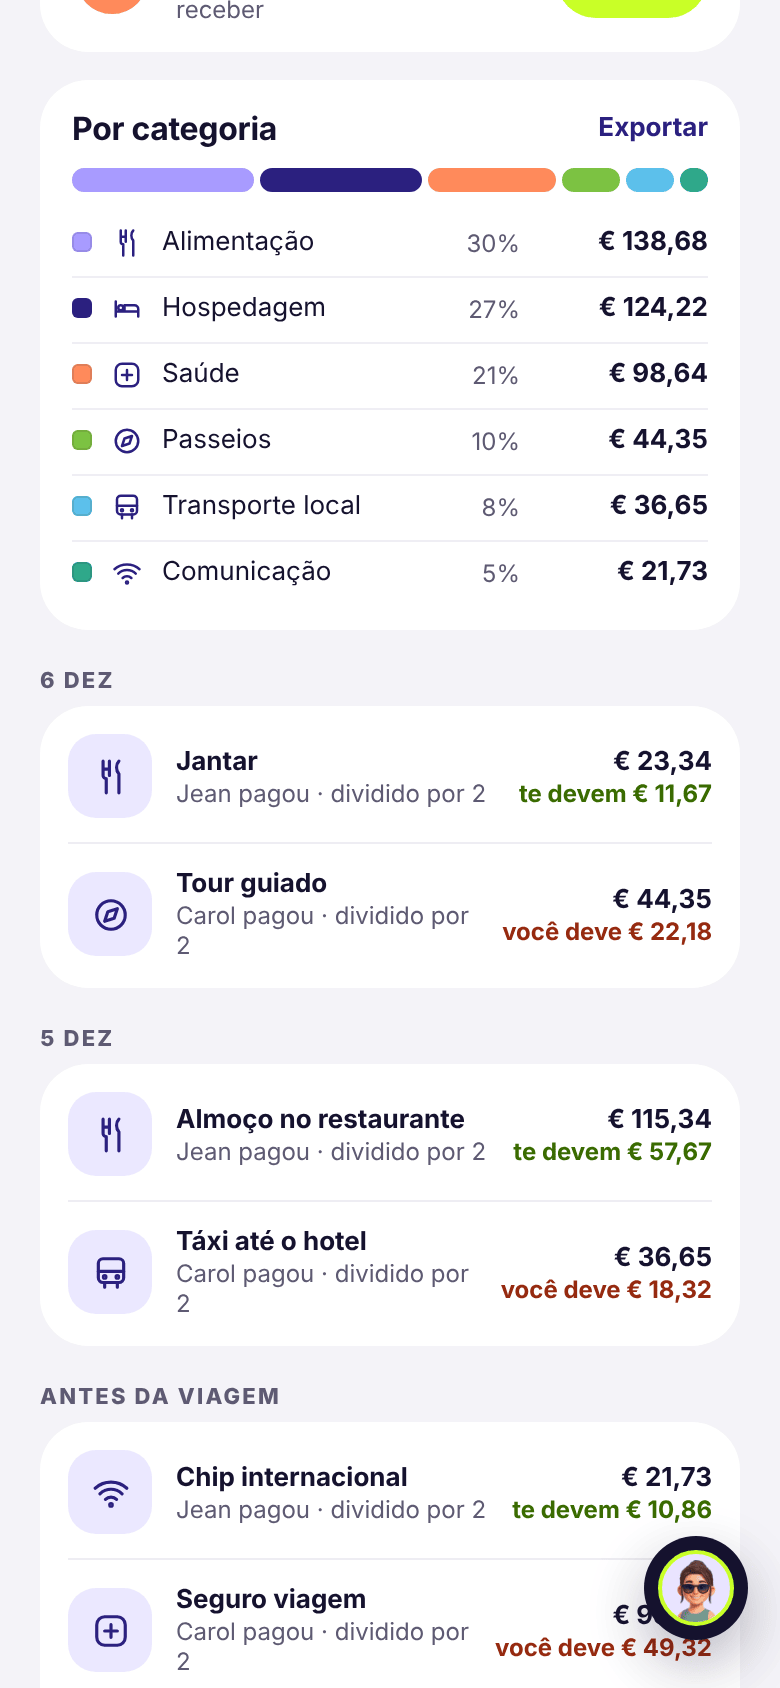 receber
Por categoria
Exportar
Alimentação 30% € 138,68
Hospedagem 27% € 124,22
Saúde 21% € 98,64
Passeios 10% € 44,35
Transporte local 8% € 36,65
Comunicação 5% € 21,73
6 DEZ
Jantar € 23,34
Jean pagou · dividido por 2 te devem € 11,67
Tour guiado € 44,35
Carol pagou · dividido por
2
você deve € 22,18
5 DEZ
Almoço no restaurante € 115,34
Jean pagou · dividido por 2 te devem € 57,67
Táxi até o hotel € 36,65
Carol pagou · dividido por
2
você deve € 18,32
ANTES DA VIAGEM
Chip internacional € 21,73
Jean pagou · dividido por 2 te devem € 10,86
Seguro viagem
Carol pagou · dividido por
2
você deve € 49,32